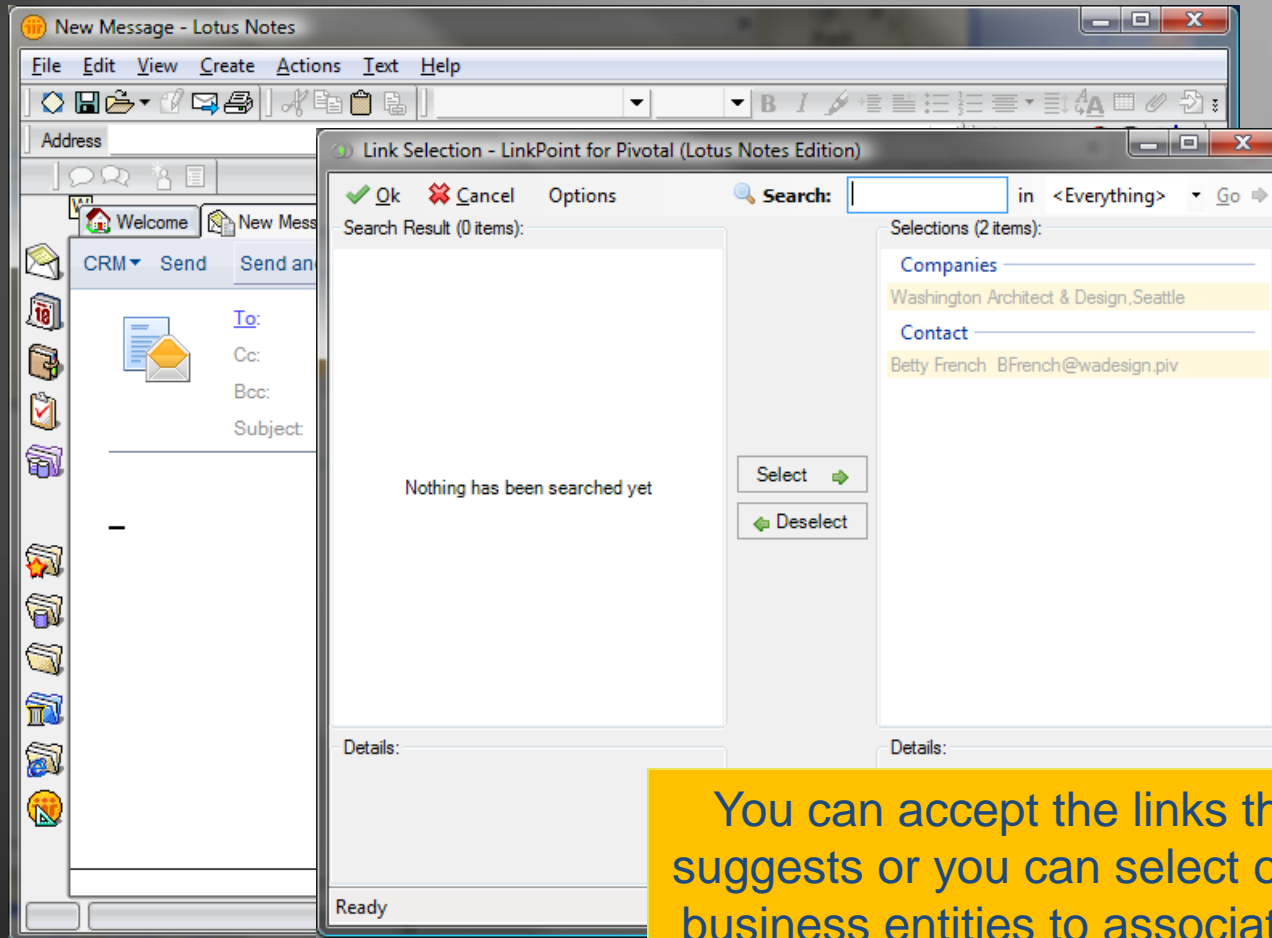 New Message - Lotus Notes
File Edit View Create Actions Text Help
B I A
Address
Link Selection - LinkPoint for Pivotal (Lotus Notes Edition)
Ok Cancel Options Search: in <Everything> Go
Welcome New Mess
Search Result (0 items): Selections (2 items):
CRM Send Send an
Companies
Washington Architect & Design,Seattle
To:
Contact
Cc:
Betty French BFrench@wadesign.piv
Bcc:
Subject:
Select
Nothing has been searched yet
Deselect
Details: Details:
You can accept the links th
suggests or you can select o
business entities to associat
Ready